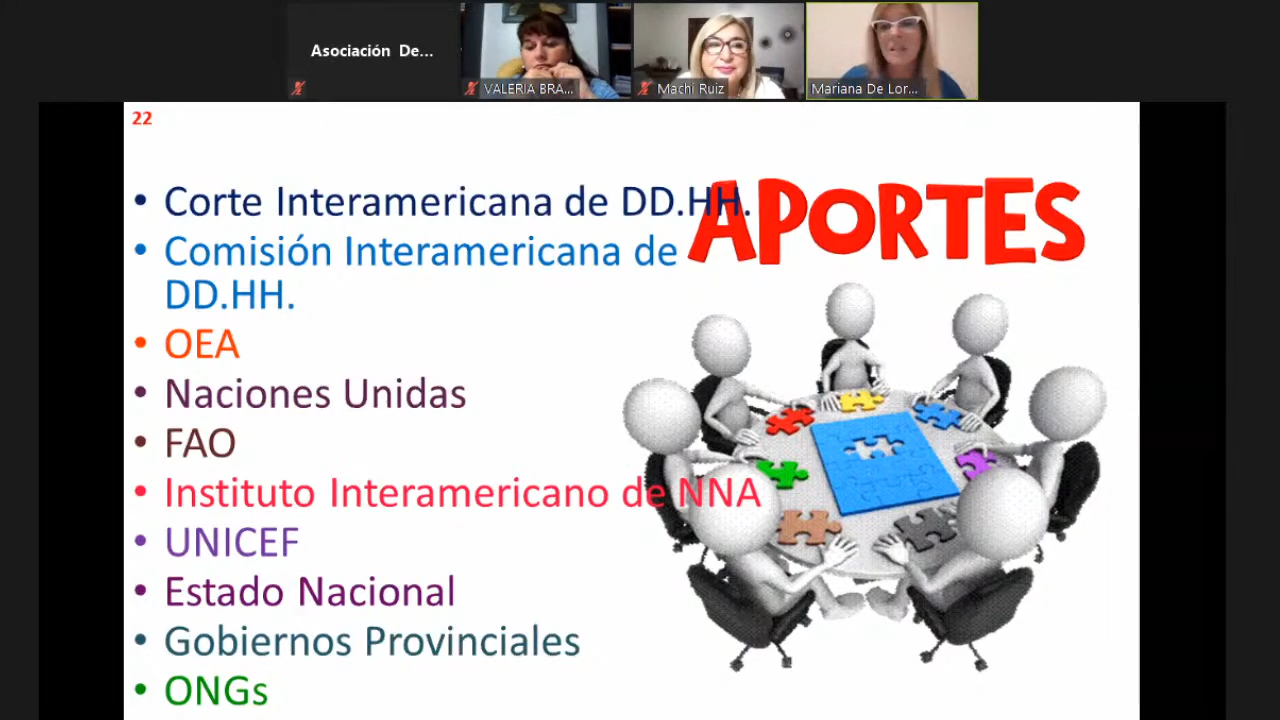 Asociación De...
VALERIA BRA...
Machi Ruiz
Mariana De Lor...
22
APORTES
• Corte Interamericana de DD.HH.
• Comisión Interamericana de
DD.HH.
• OEA
• Naciones Unidas
• FAO
• Instituto Interamericano de NNA
• UNICEF
• Estado Nacional
• Gobiernos Provinciales
• ONGs